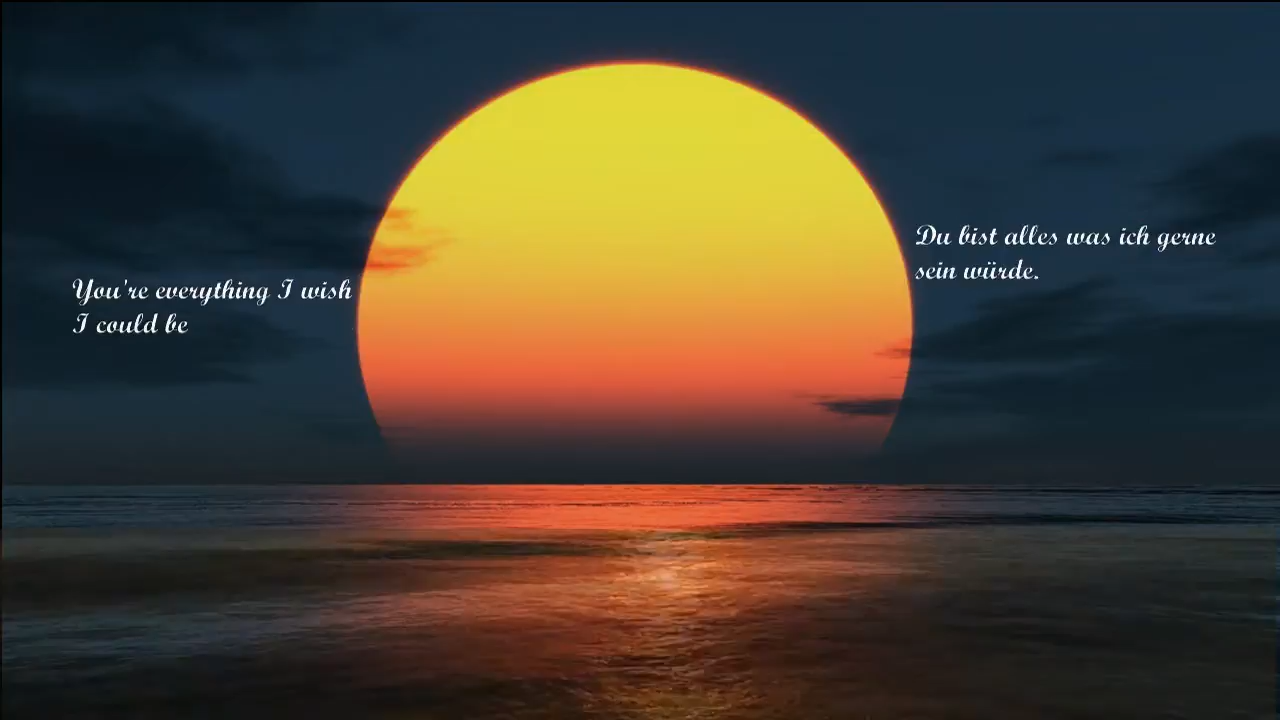 You're everything I wish
I could be
Du bist alles was ich gerne
sein würde.